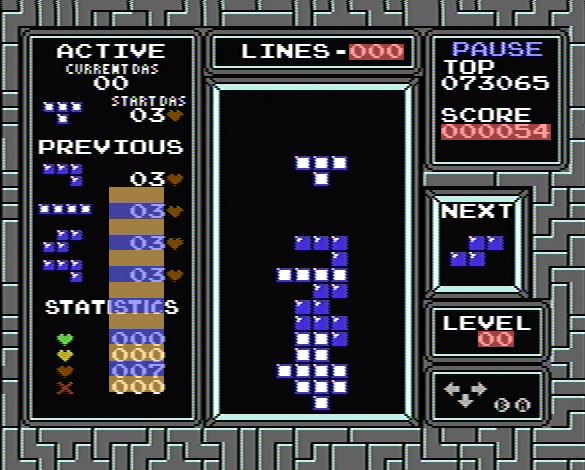 ACTIVE
CURRENT DAS
00
START DAS
03
PREVIOUS
03
03
03
03
STATISTICS
000
000
007
000
LINES-000
PAUSE
TOP
073065
SCORE
000054
NEXT
LEVEL
00
B A